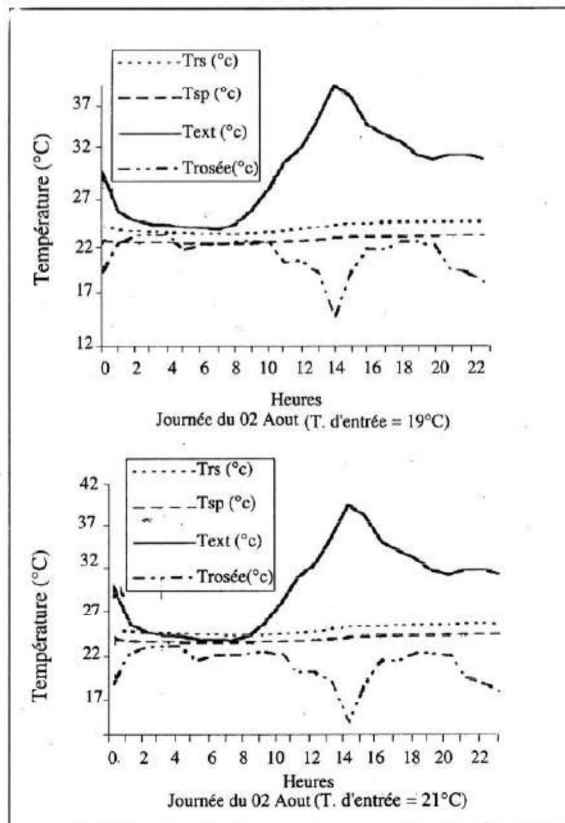 Trs (°c)
Tsp (°c)
Text (°c)
Trosée(°c)
Température (°C)
37
32
27
22
17
12
0 2 4 6 8 10 12 14 16 18 20 22
Heures
Journée du 02 Aout (T. d'entrée = 19°C)
Trs (°c)
Tsp (°c)
Text (°c)
Trosée(°c)
Température (°C)
42
37
32
27
22
17
0. 2 4 6 8 10 12 14 16 18 20 22
Heures
Journée du 02 Aout (T. d'entrée = 21°C)